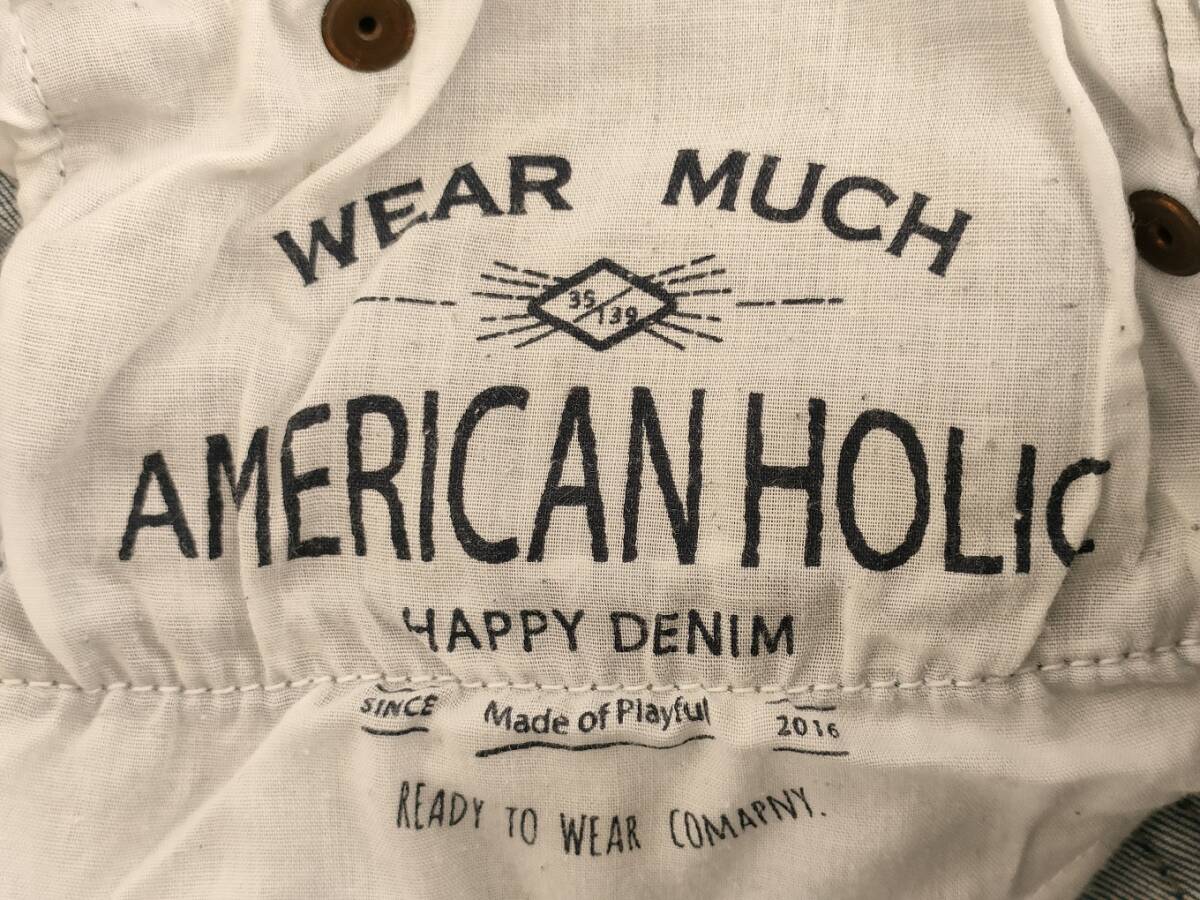 WEAR MUCH
35/139
AMERICAN HOLIC
HAPPY DENIM
SINCE Made of Playful 2016
READY TO WEAR COMAPNY.